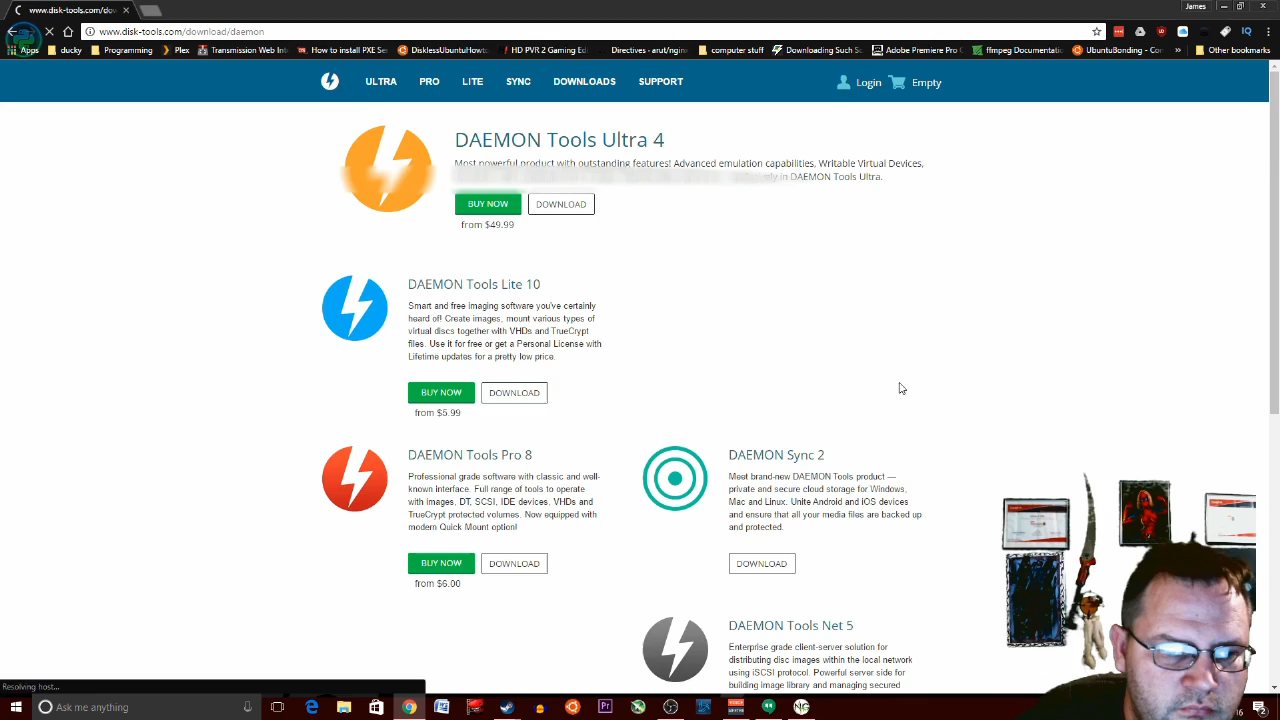 www.disk-tools.com/dow
James
www.disk-tools.com/download/daemon
Apps ducky Programming Plex Transmission Web Int How to install PXE Se DisklessUbuntuHowto HD PVR 2 Gaming Edi Directives - arut/nginx computer stuff Downloading Such So Adobe Premiere Pro C ffmpeg Documentatio UbuntuBonding - Com » Other bookmarks
ULTRA PRO LITE SYNC DOWNLOADS SUPPORT Login Empty
DAEMON Tools Ultra 4
Most powerful product with outstanding features! Advanced emulation capabilities, Writable Virtual Devices,
in DAEMON Tools Ultra.
BUY NOW DOWNLOAD
from $49.99
DAEMON Tools Lite 10
Smart and free imaging software you've certainly
heard of! Create images, mount various types of
virtual discs together with VHDs and TrueCrypt
files. Use it for free or get a Personal License with
Lifetime updates for a pretty low price.
BUY NOW DOWNLOAD
from $5.99
DAEMON Tools Pro 8
Professional grade software with classic and well-
known interface. Full range of tools to operate
with images. DT, SCSI, IDE devices, VHDs and
TrueCrypt protected volumes. Now equipped with
modern Quick Mount option!
BUY NOW DOWNLOAD
from $6.00
DAEMON Sync 2
Meet brand-new DAEMON Tools product —
private and secure cloud storage for Windows,
Mac and Linux. Unite Android and iOS devices
and ensure that all your media files are backed up
and protected.
DOWNLOAD
DAEMON Tools Net 5
Enterprise grade client-server solution for
distributing disc images within the local network
using iSCSI protocol. Powerful server side for
building image library and managing secured
Resolving host...
Ask me anything